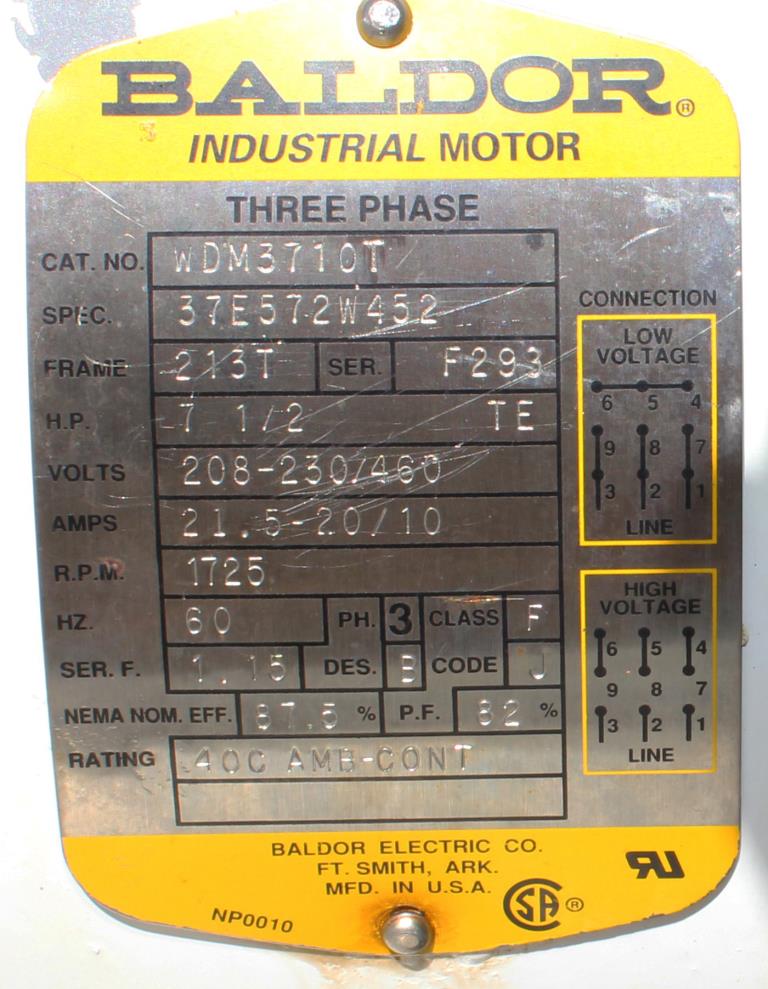 BALDOR®
INDUSTRIAL MOTOR
THREE PHASE
CAT. NO. WDM3710T
SPEC. 37E572W452
FRAME 213T SER. F293
H.P. 7 1/2 TE
VOLTS 208-230/460
AMPS 21.5-20/10
R.P.M. 1725
HZ. 60 PH. 3 CLASS F
SER. F. 1.15 DES. B CODE J
NEMA NOM. EFF. 87.5 % P.F. 82 %
RATING 40C AMB-CONT
CONNECTION
LOW
VOLTAGE
6 5 4
9 8 7
3 2 1
LINE
HIGH
VOLTAGE
6 5 4
9 8 7
3 2 1
LINE
BALDOR ELECTRIC CO.
FT. SMITH, ARK.
MFD. IN U.S.A.
NP0010
SA ®
RU